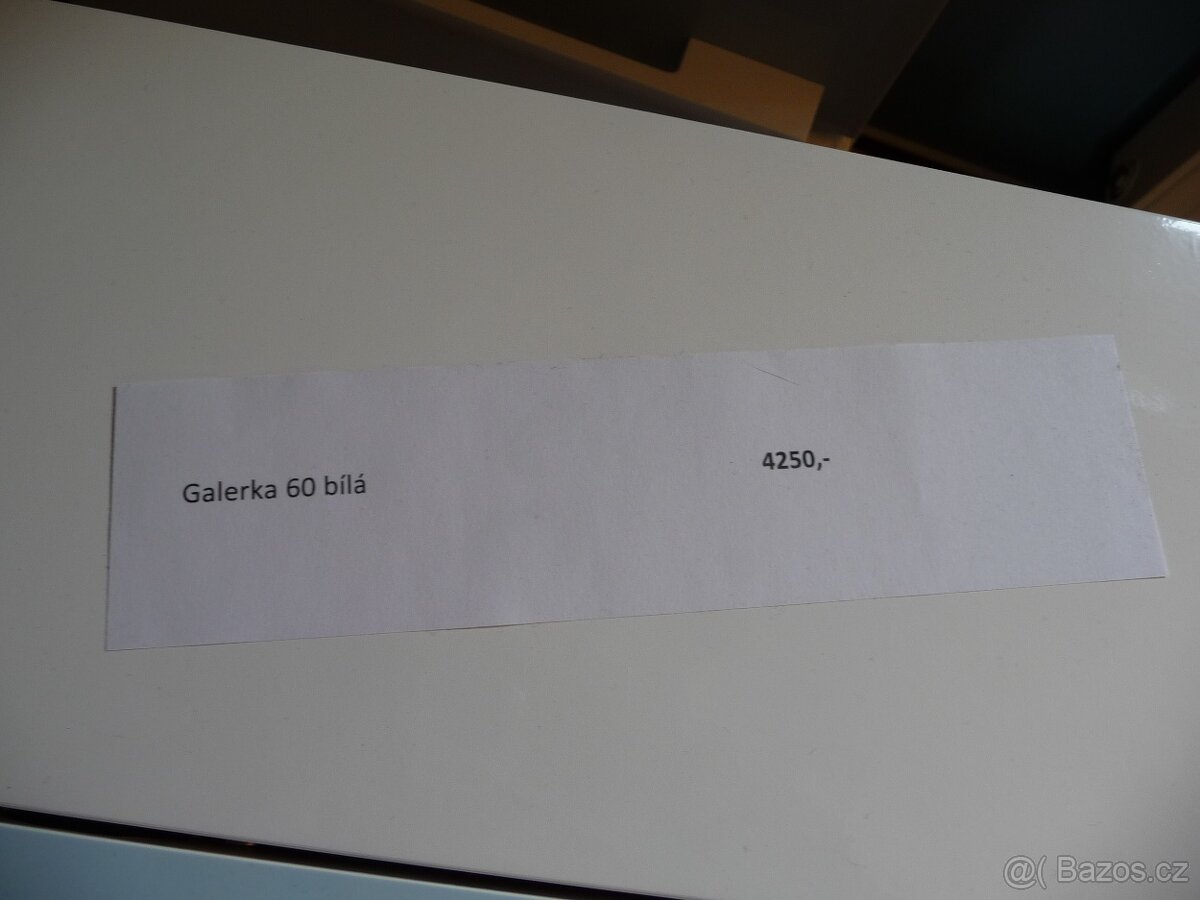 Galerka 60 bílá 4250,-
@( Bazos.cz